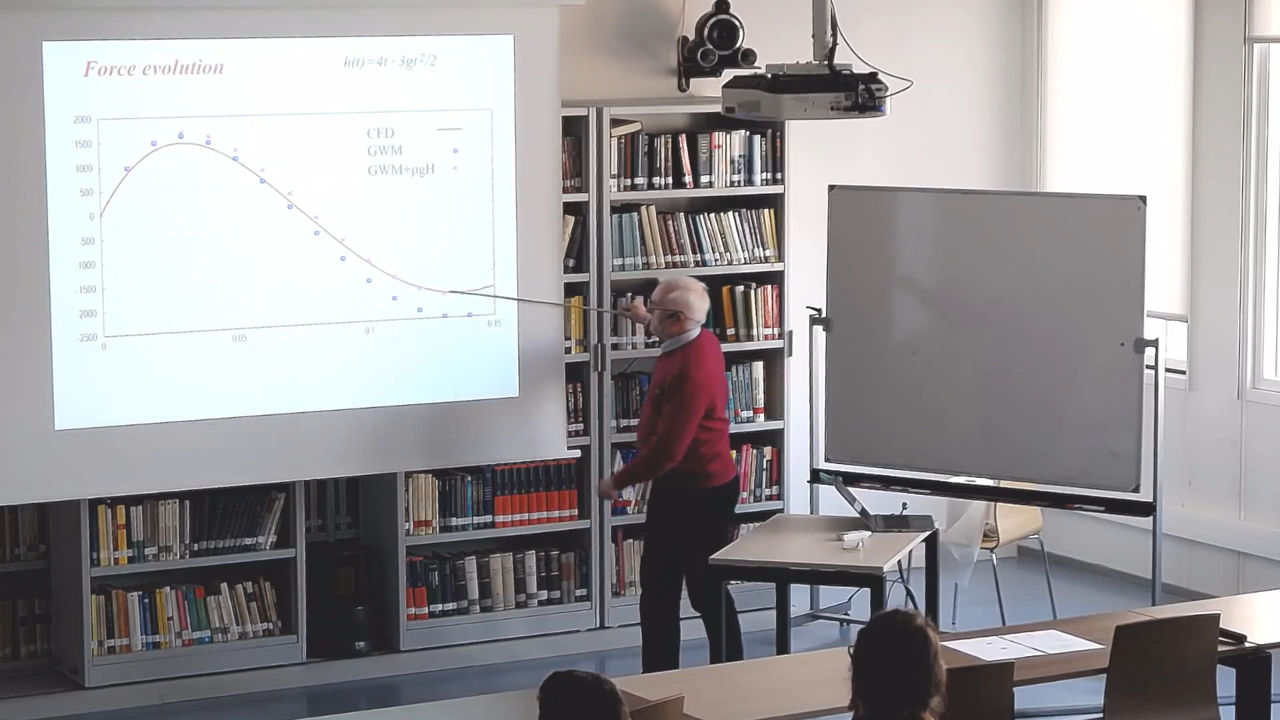 Force evolution
h(t)=4t-3gt²/2
2000
1500
1000
500
0
-500
-1000
-1500
-2000
-2500
0
0.05
0.1
0.15
CFD
GWM
GWM+ρgH